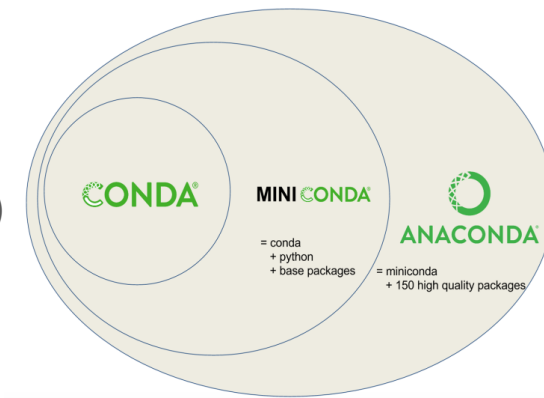 CONDA®
MINI CONDA®
= conda
+ python
+ base packages
ANACONDA®
= miniconda
+ 150 high quality packages